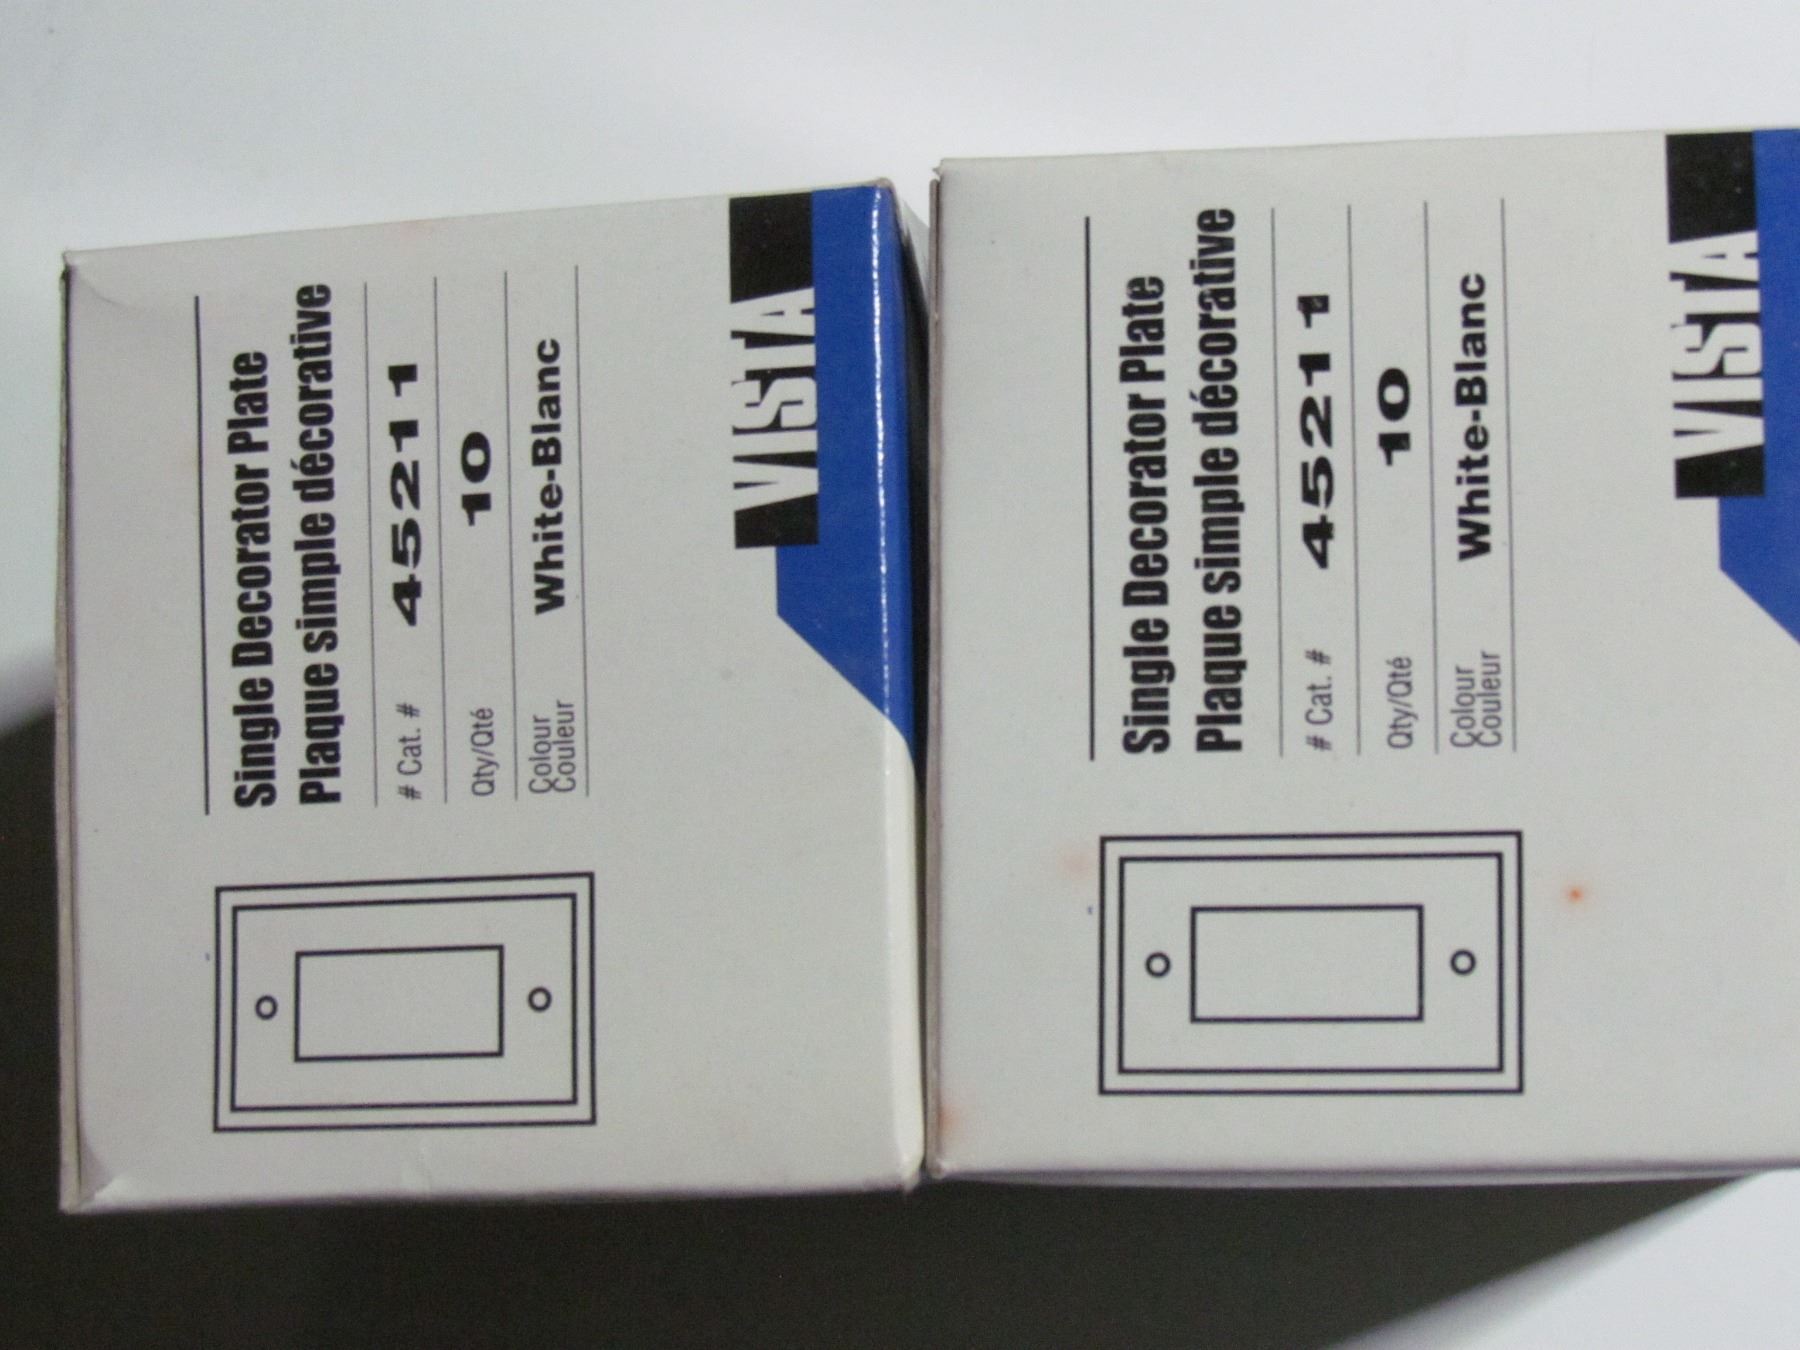 Single Decorator Plate
Plaque simple décorative
# Cat. # 45211
Qty/Qté 10
Colour
Couleur
White-Blanc
VISTA
Single Decorator Plate
Plaque simple décorative
# Cat. # 45211
Qty/Qté 10
Colour
Couleur
White-Blanc
VISTA